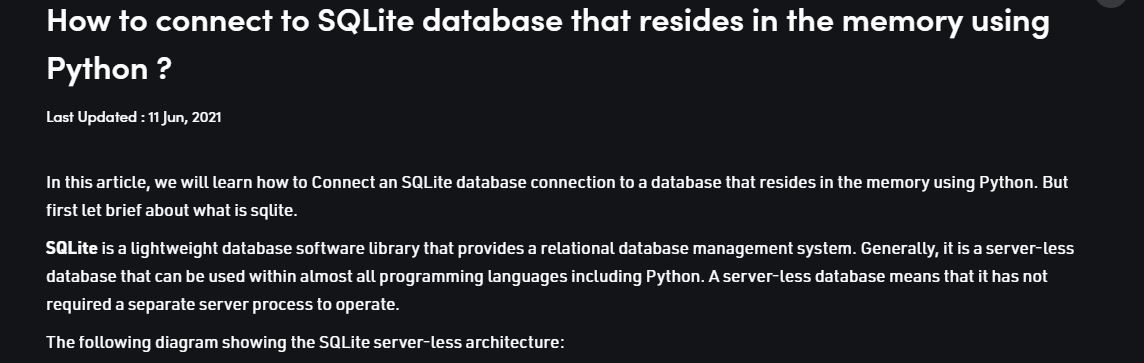 How to connect to SQLite database that resides in the memory using
Python ?
Last Updated : 11 Jun, 2021
In this article, we will learn how to Connect an SQLite database connection to a database that resides in the memory using Python. But
first let brief about what is sqlite.
SQLite is a lightweight database software library that provides a relational database management system. Generally, it is a server-less
database that can be used within almost all programming languages including Python. A server-less database means that it has not
required a separate server process to operate.
The following diagram showing the SQLite server-less architecture: